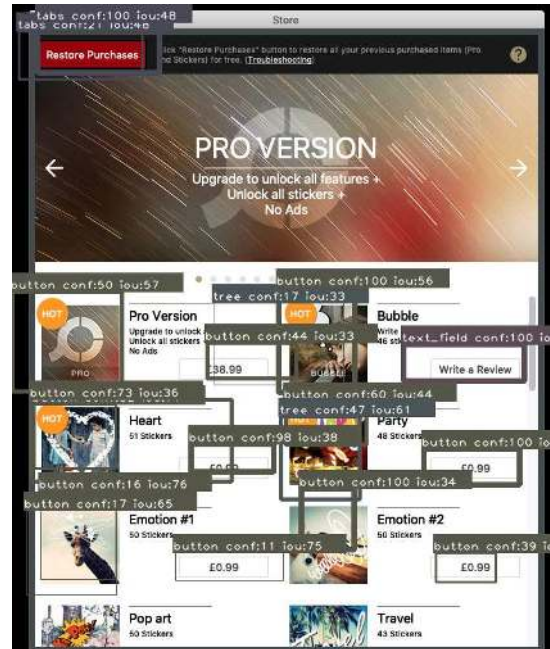 tabs conf:100 iou:48
tabs conf:21 iou:46
Store
Restore Purchases
click "Restore Purchases" button to restore all your previous purchased items (Pro
and Stickers) for free. (Troubleshooting)
?
PRO VERSION
Upgrade to unlock all features +
Unlock all stickers +
No Ads
button conf:50 iou:57
button conf:100 iou:56
tree conf:17 iou:33
HOT
Pro Version
Upgrade to unlock
Unlock all stickers
No Ads
PRO
£38.99
button conf:44 iou:33
HOT
Bubble
Write
46
BUBBLE
text_field conf:100
Write a Review
button conf:73 iou:36
button conf:60 iou:44
tree conf:47 iou:61
HOT
Heart
51 Stickers
button conf:98 iou:38
£0.99
HOT
Party
48 Stickers
button conf:100
£0.99
button conf:16 iou:76
button conf:100 iou:34
button conf:17 iou:65
Emotion #1
50 Stickers
button conf:11 iou:75
£0.99
Emotion #2
50 Stickers
button conf:39
£0.99
Pop art
50 Stickers
Travel
43 Stickers